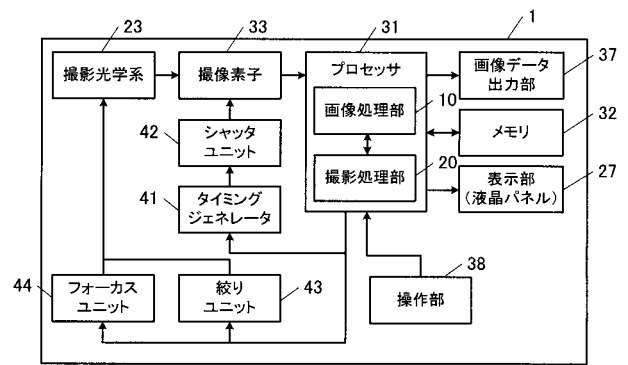 1
23
33
31
撮影光学系
撮像素子
プロセッサ
画像データ
出力部
37
画像処理部
10
42
シャッタ
ユニット
メモリ
32
20
撮影処理部
41
タイミング
ジェネレータ
表示部
(液晶パネル)
27
44
フォーカス
ユニット
絞り
ユニット
43
38
操作部